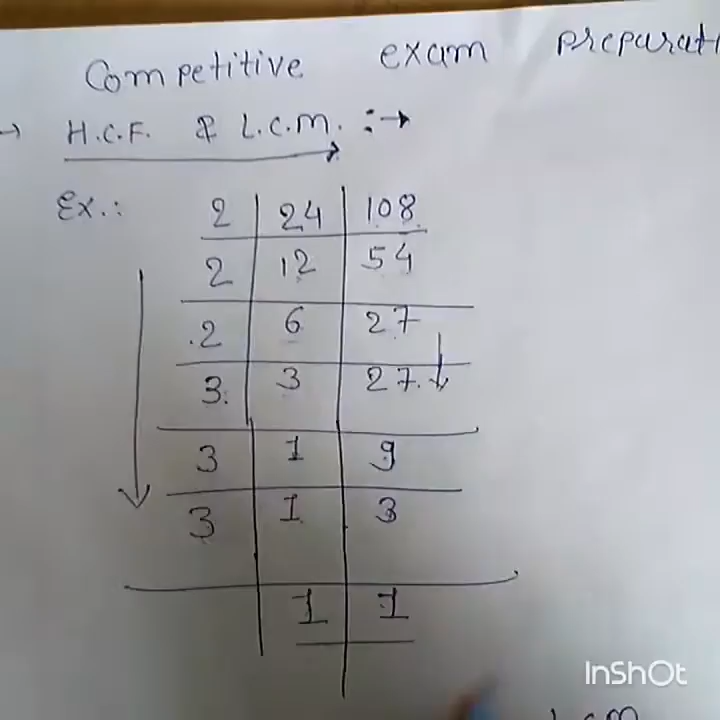 Competitive exam preparati
→ H.C.F. & L.C.M. :→
Ex.: 2 24 108
2 12 54
.2 6 27
3. 3 27.
3 1 9
3 1 3
1 1
InShOt